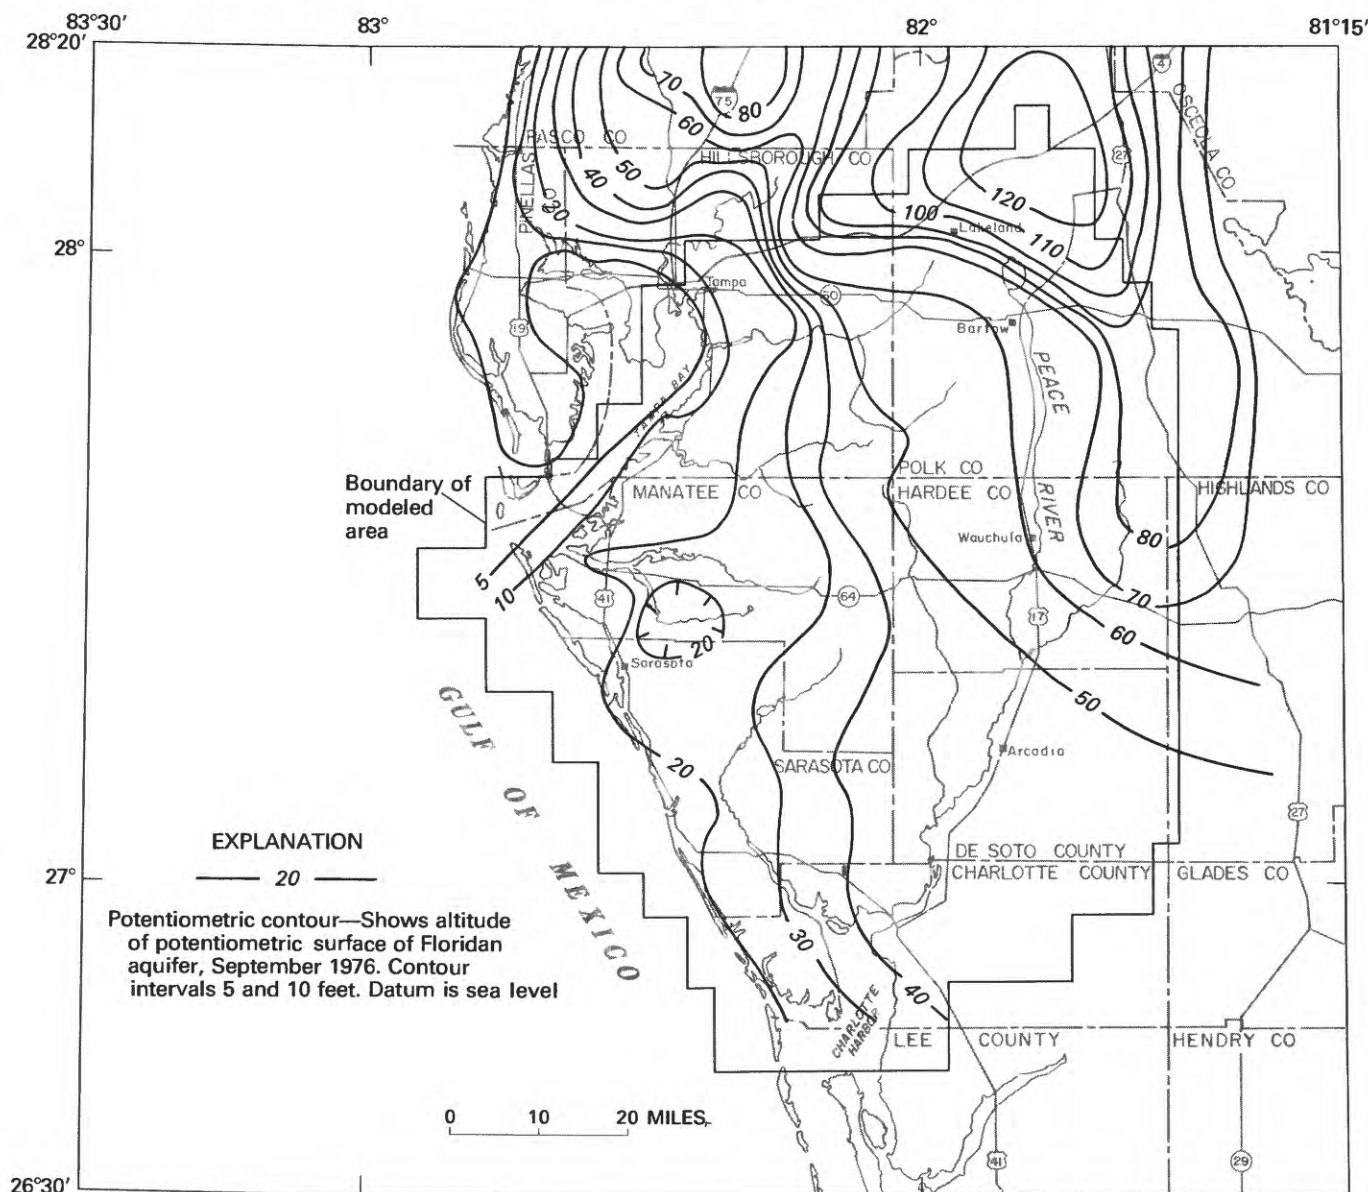 83°30'
83°
82°
81°15'
28°20'
28°
27°
26°30'
70
75
80
60
PASCO CO
HILLSBOROUGH CO
4
OSCEOLA CO
27
50
40
30
PINELLAS CO
120
100
110
Lakeland
Tampa
60
Bartow
19
TAMPA BAY
PEACE RIVER
POLK CO
HARDEE CO
HIGHLANDS CO
MANATEE CO
Boundary of
modeled
area
Wauchula
80
5
10
41
64
17
70
20
60
Sarasota
50
GULF OF MEXICO
20
SARASOTA CO
Arcadia
27
DE SOTO COUNTY
CHARLOTTE COUNTY
GLADES CO
30
40
CHARLOTTE
HARBOR
LEE COUNTY
HENDRY CO
41
29
EXPLANATION
20
Potentiometric contour—Shows altitude
of potentiometric surface of Floridan
aquifer, September 1976. Contour
intervals 5 and 10 feet. Datum is sea level
0 10 20 MILES